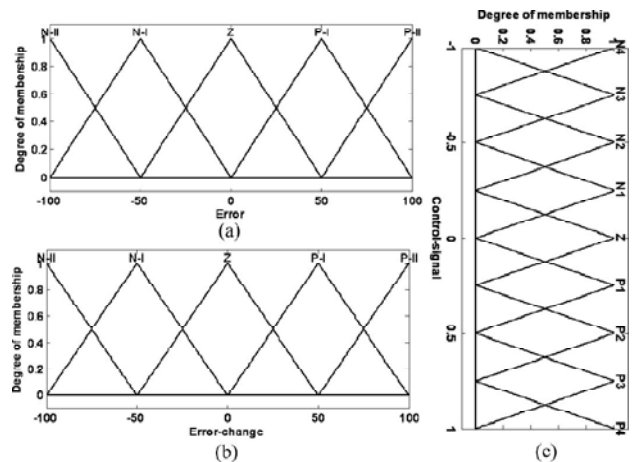 N-II N-I Z P-I P-II
1
0.8
0.6
0.4
0.2
0
Degree of membership
-100 -50 0 50 100
Error
(a)
N-II N-I Z P-I P-II
1
0.8
0.6
0.4
0.2
0
Degree of membership
-100 -50 0 50 100
Error-change
(b)
Degree of membership
0 0.2 0.4 0.6 0.8 1
-1
-0.5
0
0.5
1
Control-signal
N4
N3
N2
N1
Z
P1
P2
P3
P4
(c)